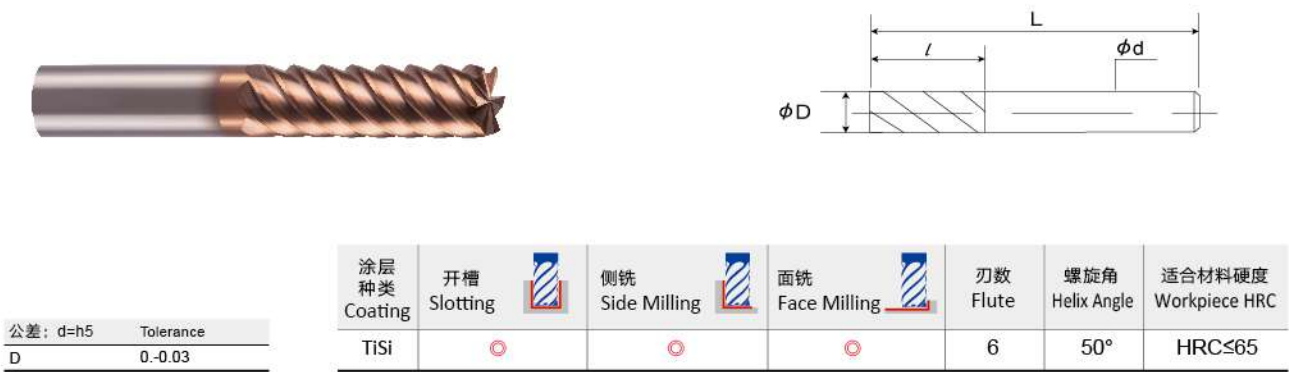 L
l
ϕd
ϕD
涂层
种类
Coating
开槽
Slotting
侧铣
Side Milling
面铣
Face Milling
刃数
Flute
螺旋角
Helix Angle
适合材料硬度
Workpiece HRC
TiSi ◎ ◎ ◎ 6 50° HRC≤65
公差；d=h5 Tolerance
D 0.-0.03